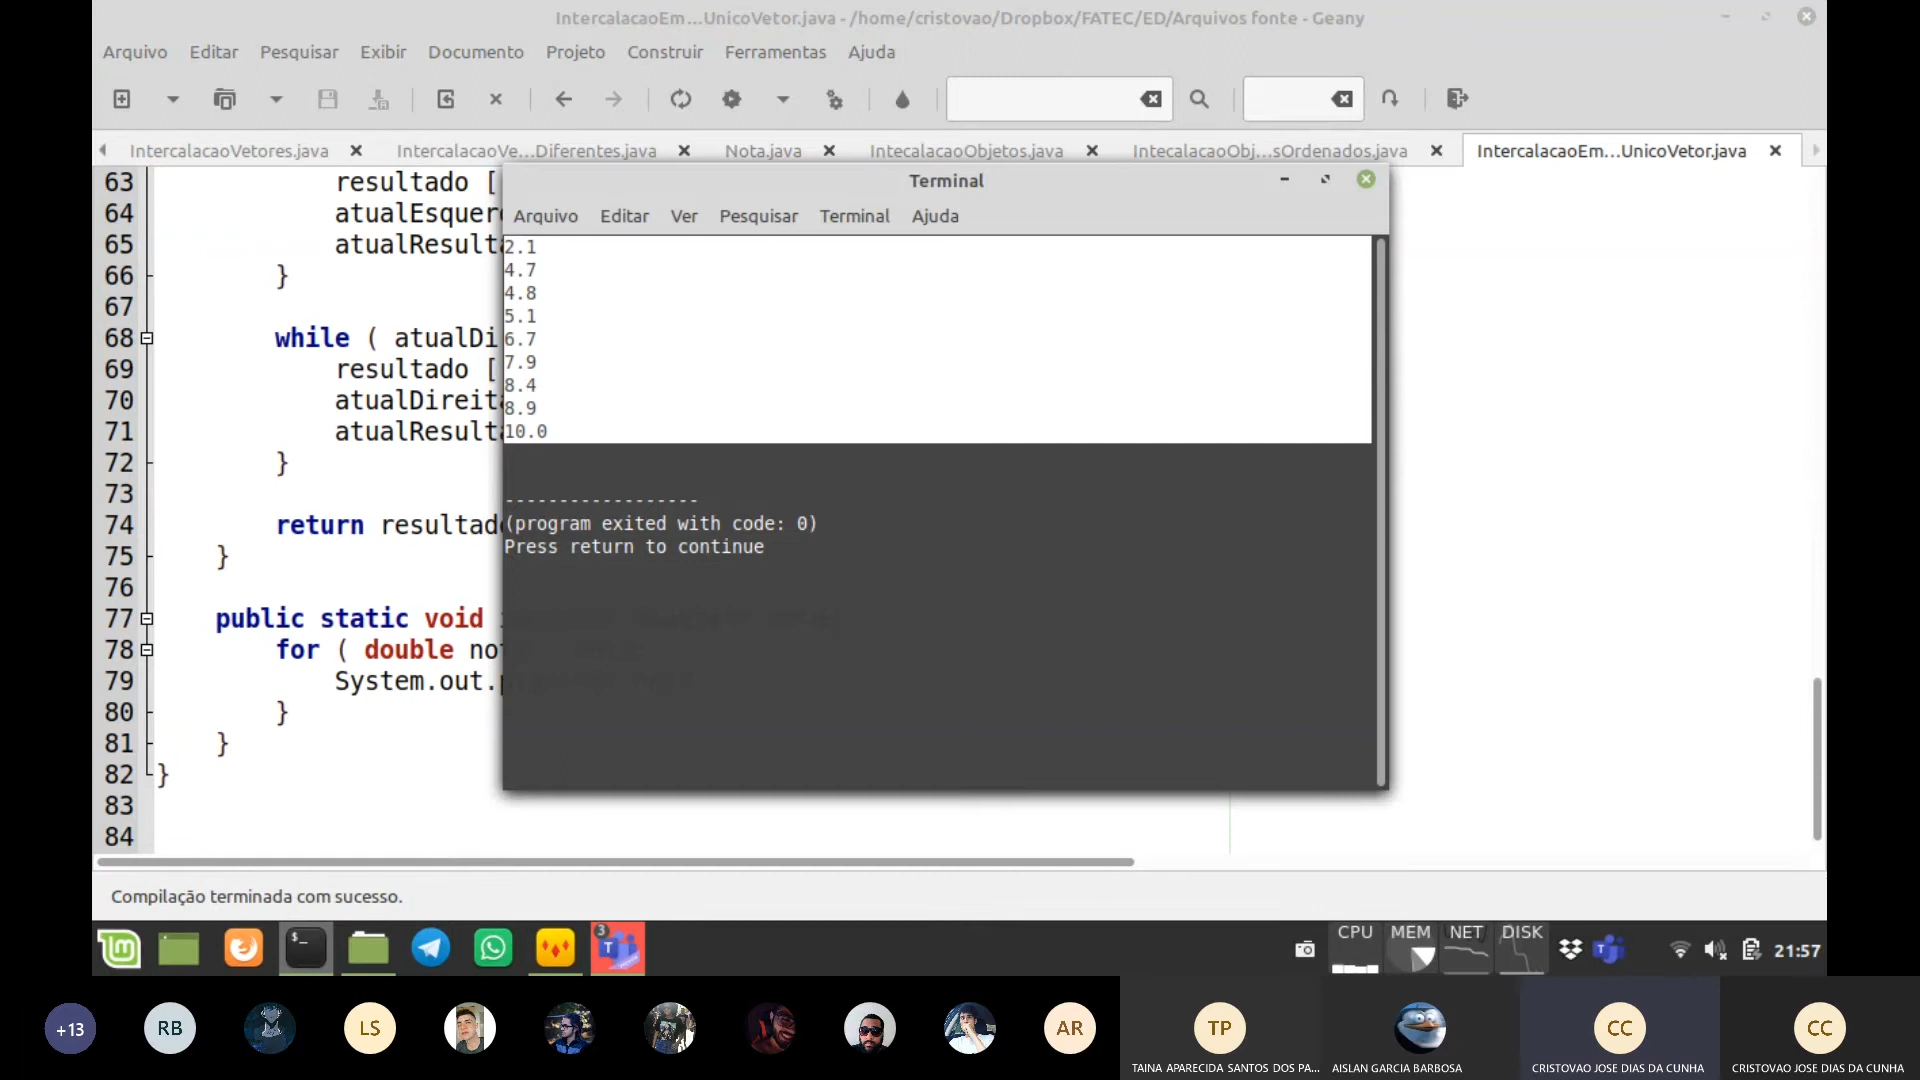 IntercalacaoEm...UnicoVetor.java - /home/cristovao/Dropbox/FATEC/ED/Arquivos fonte - Geany
Arquivo Editar Pesquisar Exibir Documento Projeto Construir Ferramentas Ajuda
IntercalacaoVetores.java IntercalacaoVe...Diferentes.java Nota.java IntecalacaoObjetos.java IntecalacaoObj...sOrdenados.java IntercalacaoEm...UnicoVetor.java
63 resultado [
64 atualEsquer
65 atualResulta
66 }
67
68 while ( atualDi
69 resultado [
70 atualDireita
71 atualResulta
72 }
73
74 return resultado
75 }
76
77 public static void
78 for ( double not
79 System.out.p
80 }
81 }
82 }
83
84
Terminal
Arquivo Editar Ver Pesquisar Terminal Ajuda
2.1
4.7
4.8
5.1
6.7
7.9
8.4
8.9
10.0
------------------
(program exited with code: 0)
Press return to continue
Compilação terminada com sucesso.
3
CPU MEM NET DISK 21:57
+13 RB LS AR TP CC CC
TAINA APARECIDA SANTOS DOS PA... AISLAN GARCIA BARBOSA CRISTOVAO JOSE DIAS DA CUNHA CRISTOVAO JOSE DIAS DA CUNHA